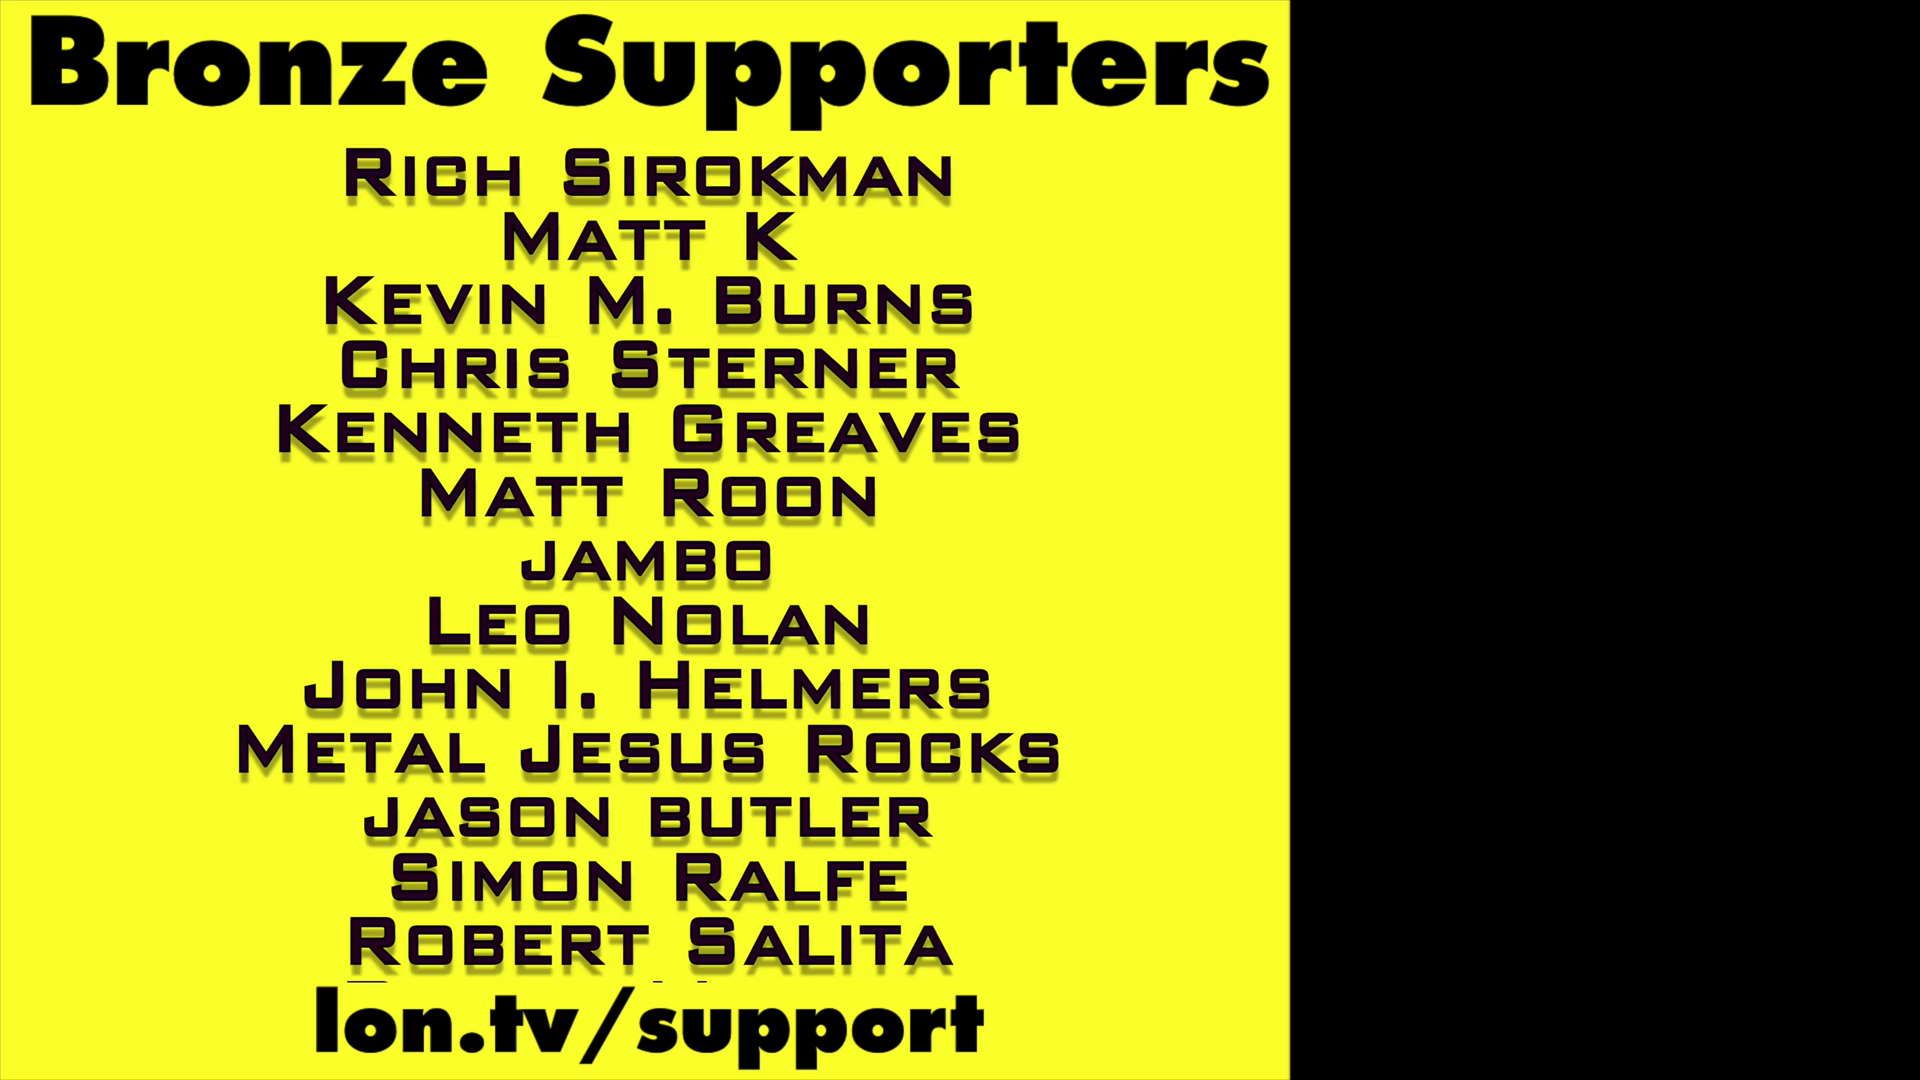 Bronze Supporters
Rich Sirokman
Matt K
Kevin M. Burns
Chris Sterner
Kenneth Greaves
Matt Roon
jambo
Leo Nolan
John I. Helmers
Metal Jesus Rocks
jason butler
Simon Ralfe
Robert Salita
lon.tv/support